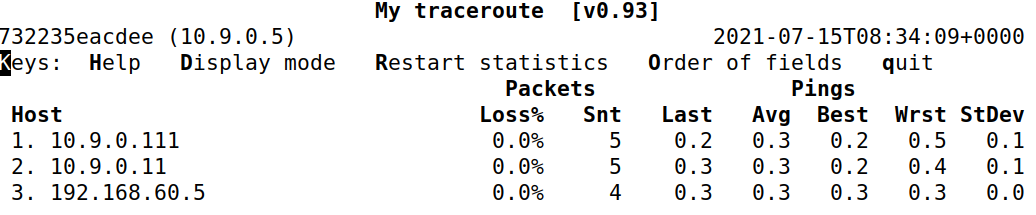 My traceroute [v0.93]
732235eacdee (10.9.0.5) 2021-07-15T08:34:09+0000
Keys: Help Display mode Restart statistics Order of fields quit
Packets Pings
Host Loss% Snt Last Avg Best Wrst StDev
1. 10.9.0.111 0.0% 5 0.2 0.3 0.2 0.5 0.1
2. 10.9.0.11 0.0% 5 0.3 0.3 0.2 0.4 0.1
3. 192.168.60.5 0.0% 4 0.3 0.3 0.3 0.3 0.0